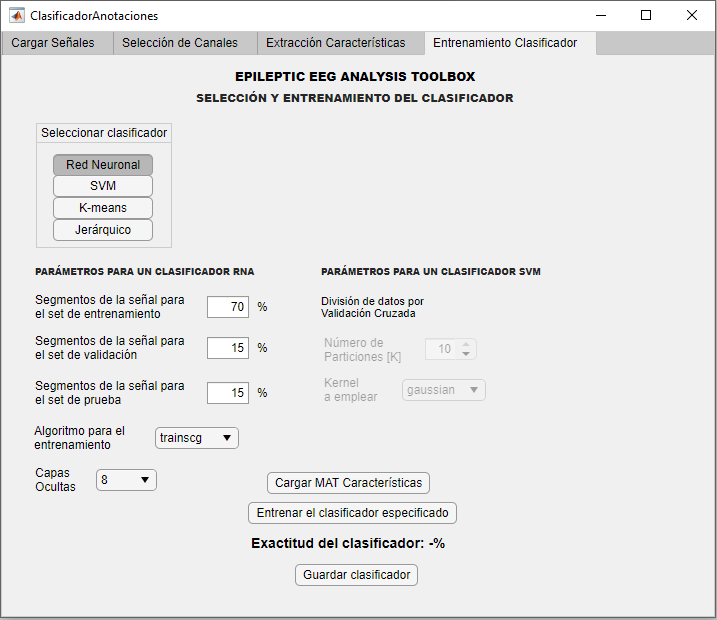 ClasificadorAnotaciones
Cargar Señales
Selección de Canales
Extracción Características
Entrenamiento Clasificador
EPILEPTIC EEG ANALYSIS TOOLBOX
SELECCIÓN Y ENTRENAMIENTO DEL CLASIFICADOR
Seleccionar clasificador
Red Neuronal
SVM
K-means
Jerárquico
PARÁMETROS PARA UN CLASIFICADOR RNA
Segmentos de la señal para
el set de entrenamiento
70 %
Segmentos de la señal para
el set de validación
15 %
Segmentos de la señal para
el set de prueba
15 %
Algoritmo para el
entrenamiento
trainscg
Capas
Ocultas
8
PARÁMETROS PARA UN CLASIFICADOR SVM
División de datos por
Validación Cruzada
Número de
Particiones [K]
10
Kernel
a emplear
gaussian
Cargar MAT Características
Entrenar el clasificador especificado
Exactitud del clasificador: -%
Guardar clasificador